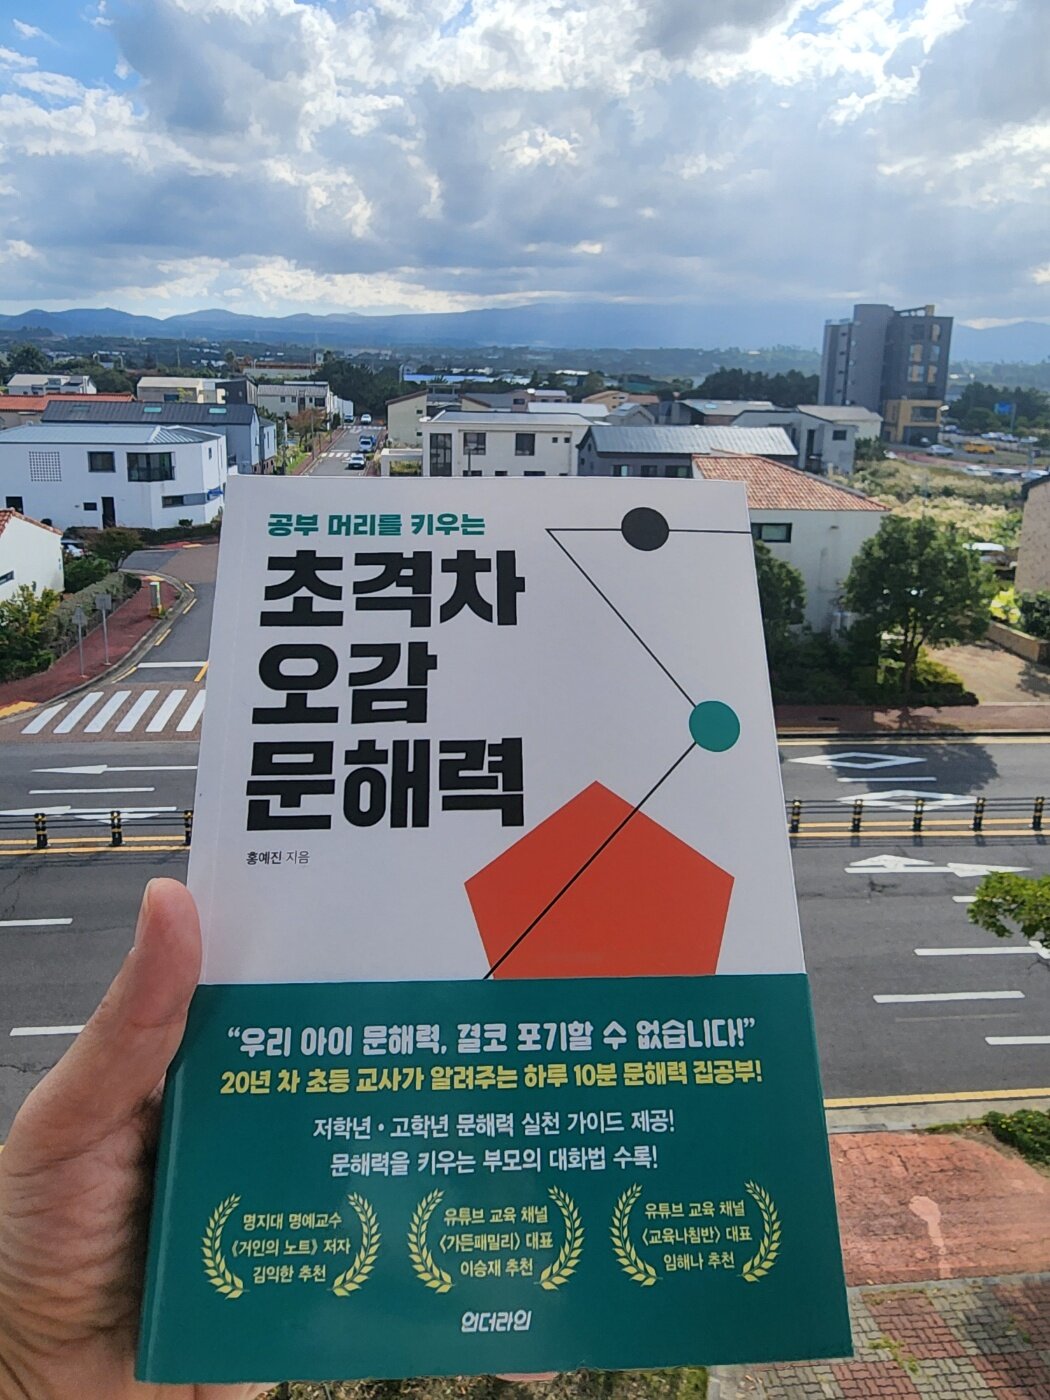 공부 머리를 키우는
초격차
오감
문해력
홍예진 지음
“우리 아이 문해력, 결코 포기할 수 없습니다!”
20년 차 초등 교사가 알려주는 하루 10분 문해력 집공부!
저학년·고학년 문해력 실천 가이드 제공!
문해력을 키우는 부모의 대화법 수록!
명지대 명예교수
《거인의 노트》 저자
김익한 추천
유튜브 교육 채널
〈가든패밀리〉 대표
이승재 추천
유튜브 교육 채널
〈교육나침반〉 대표
임해나 추천
언더라인